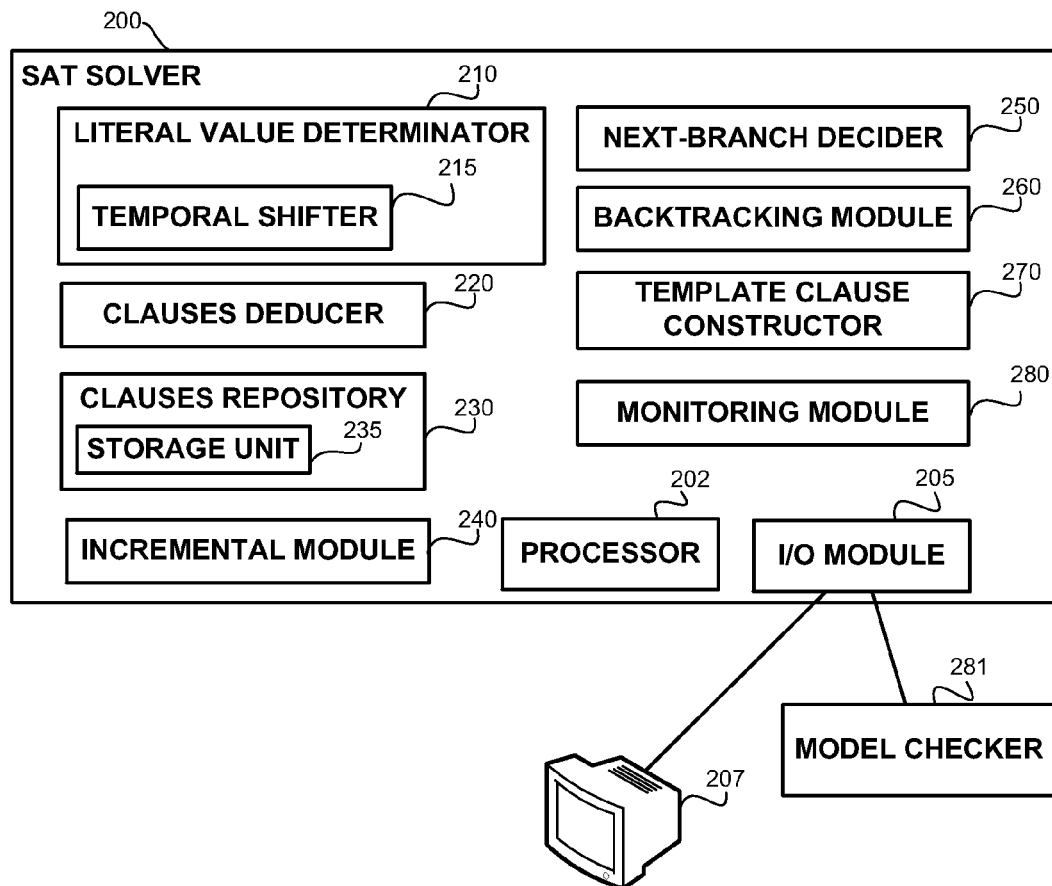 200
SAT SOLVER
210
LITERAL VALUE DETERMINATOR
215
TEMPORAL SHIFTER
220
CLAUSES DEDUCER
CLAUSES REPOSITORY
230
STORAGE UNIT
235
240
INCREMENTAL MODULE
250
NEXT-BRANCH DECIDER
260
BACKTRACKING MODULE
270
TEMPLATE CLAUSE
CONSTRUCTOR
280
MONITORING MODULE
202
PROCESSOR
205
I/O MODULE
281
MODEL CHECKER
207